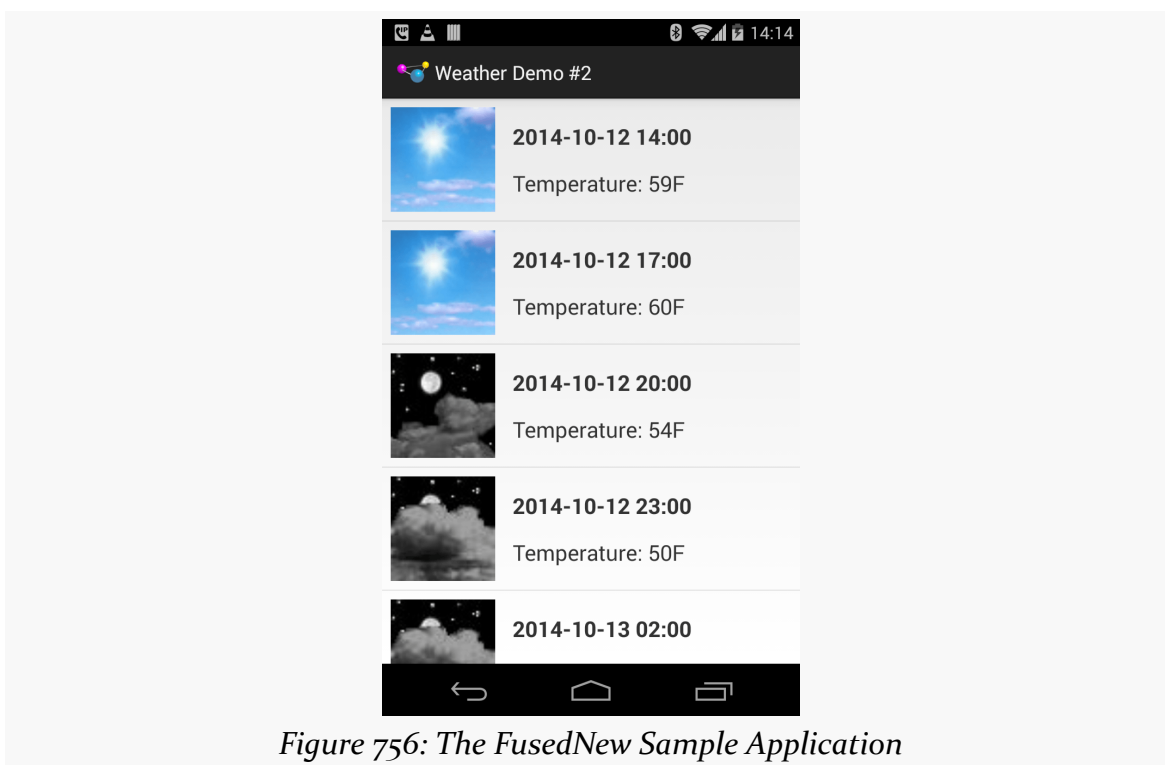 14:14
Weather Demo #2
2014-10-12 14:00
Temperature: 59F
2014-10-12 17:00
Temperature: 60F
2014-10-12 20:00
Temperature: 54F
2014-10-12 23:00
Temperature: 50F
2014-10-13 02:00
Figure 756: The FusedNew Sample Application